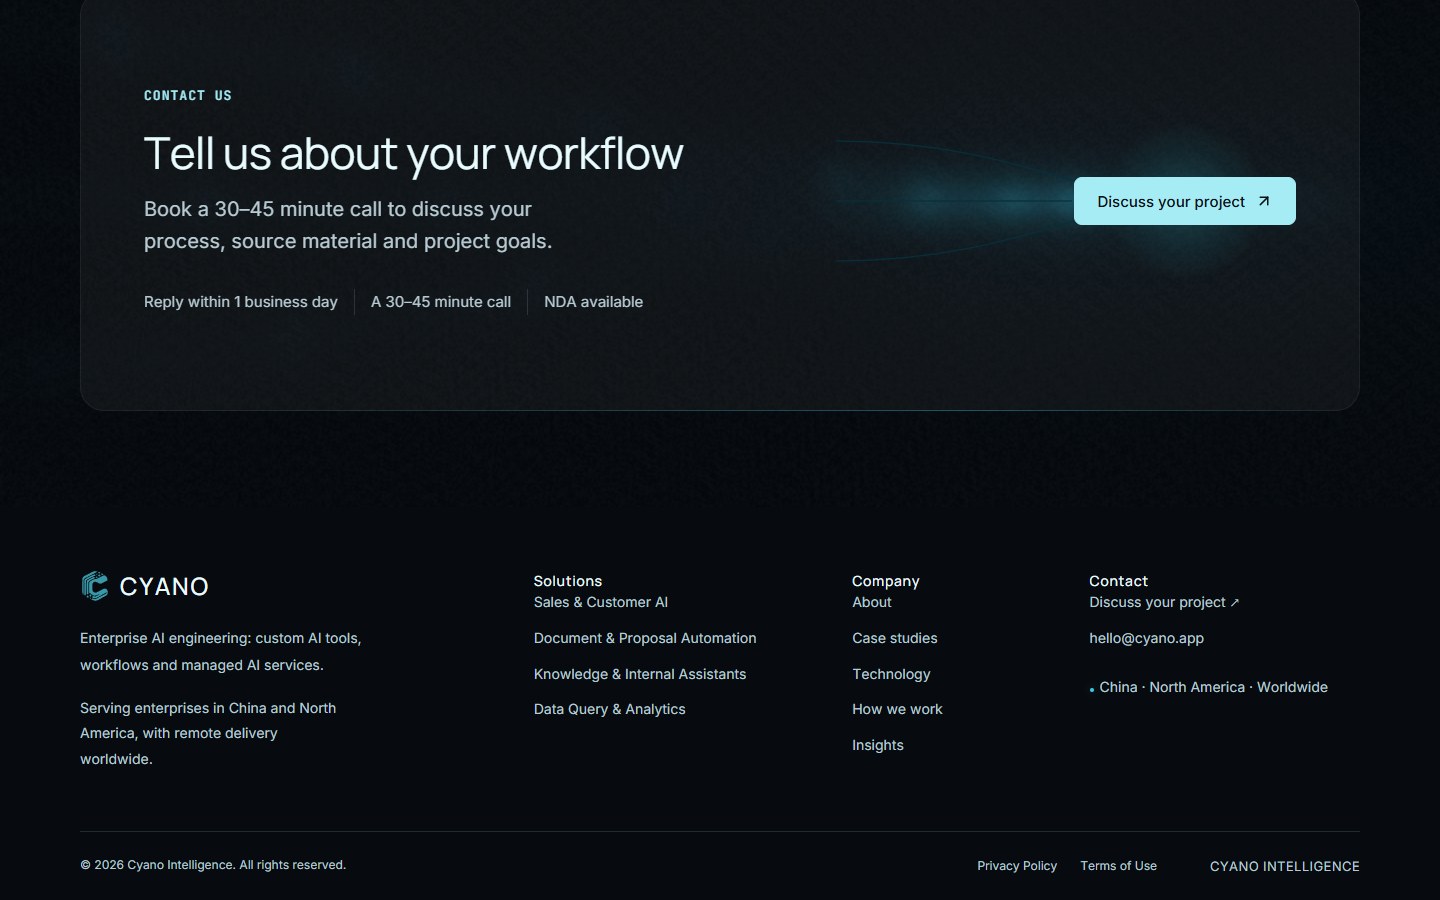 CONTACT US
Tell us about your workflow
Book a 30–45 minute call to discuss your
process, source material and project goals.
Reply within 1 business day
A 30–45 minute call
NDA available
Discuss your project
CYANO
Enterprise AI engineering: custom AI tools,
workflows and managed AI services.
Serving enterprises in China and North
America, with remote delivery
worldwide.
Solutions
Sales & Customer AI
Document & Proposal Automation
Knowledge & Internal Assistants
Data Query & Analytics
Company
About
Case studies
Technology
How we work
Insights
Contact
Discuss your project ↗
hello@cyano.app
China · North America · Worldwide
© 2026 Cyano Intelligence. All rights reserved.
Privacy Policy
Terms of Use
CYANO INTELLIGENCE